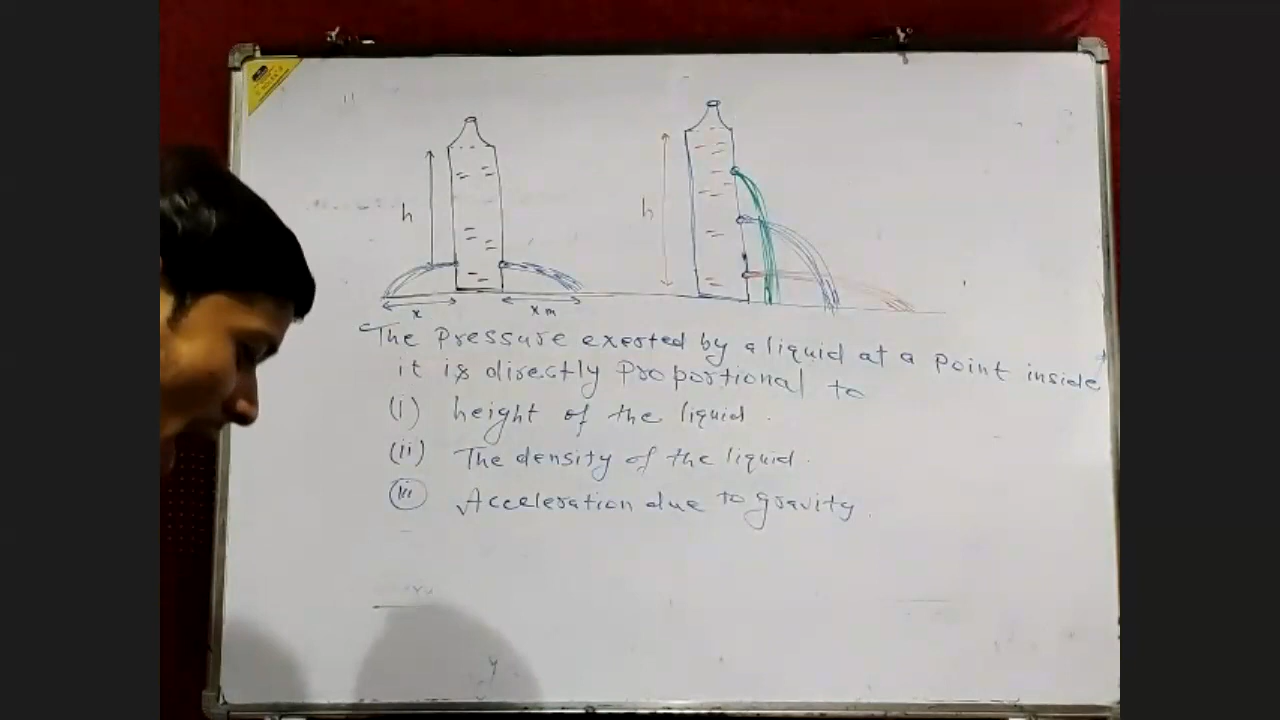 h
h
x
x m
The Pressure exerted by a liquid at a point inside
it is directly proportional to
(i) height of the liquid.
(ii) The density of the liquid.
(iii) Acceleration due to gravity.